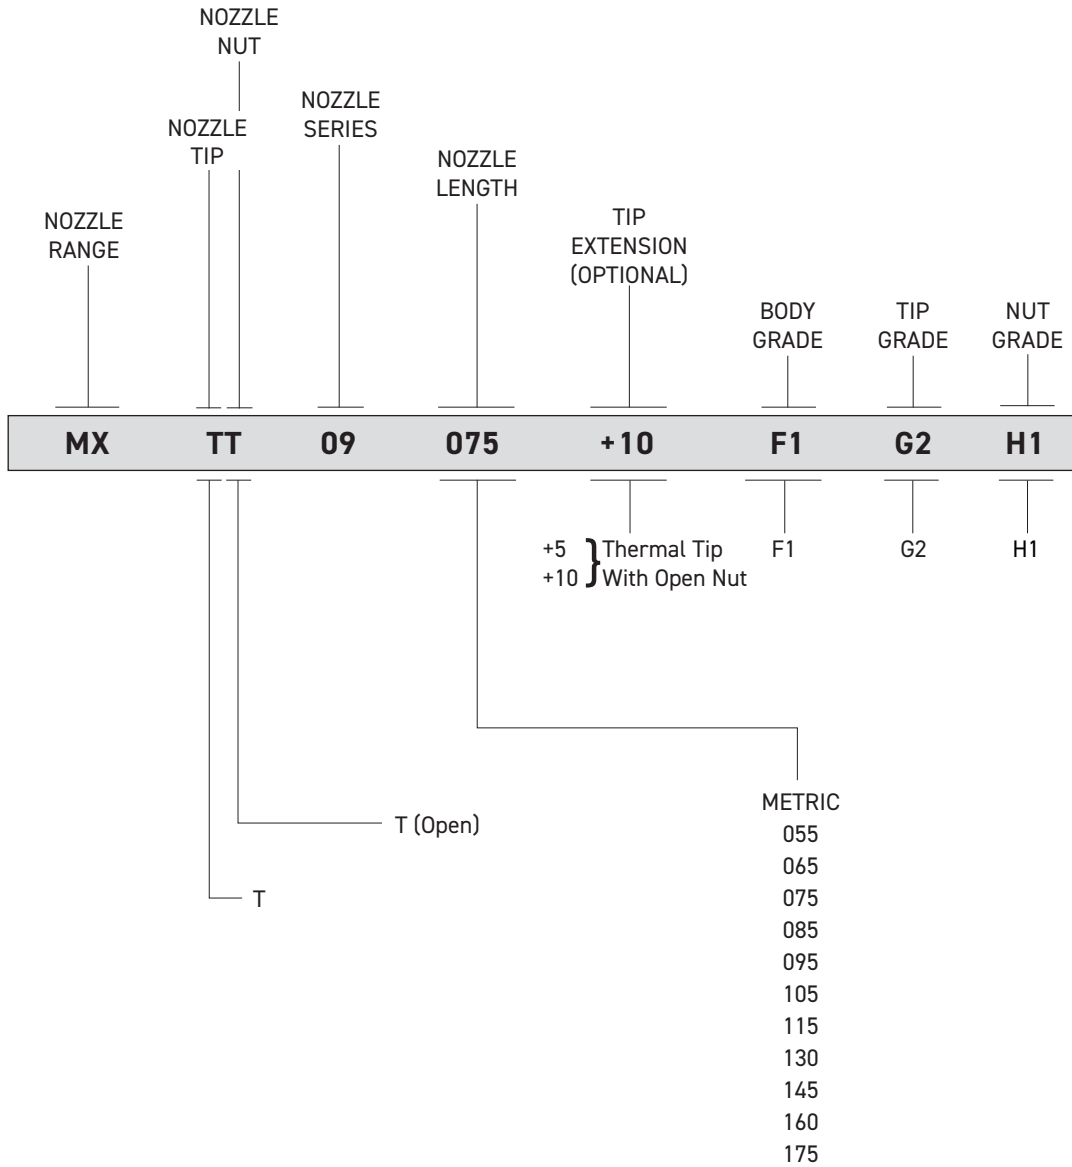 NOZZLE
NUT
NOZZLE
TIP
NOZZLE
SERIES
NOZZLE
LENGTH
NOZZLE
RANGE
TIP
EXTENSION
(OPTIONAL)
BODY
GRADE
TIP
GRADE
NUT
GRADE
MX TT 09 075 +10 F1 G2 H1
+5 } Thermal Tip
+10 With Open Nut
F1
G2
H1
T (Open)
T
METRIC
055
065
075
085
095
105
115
130
145
160
175